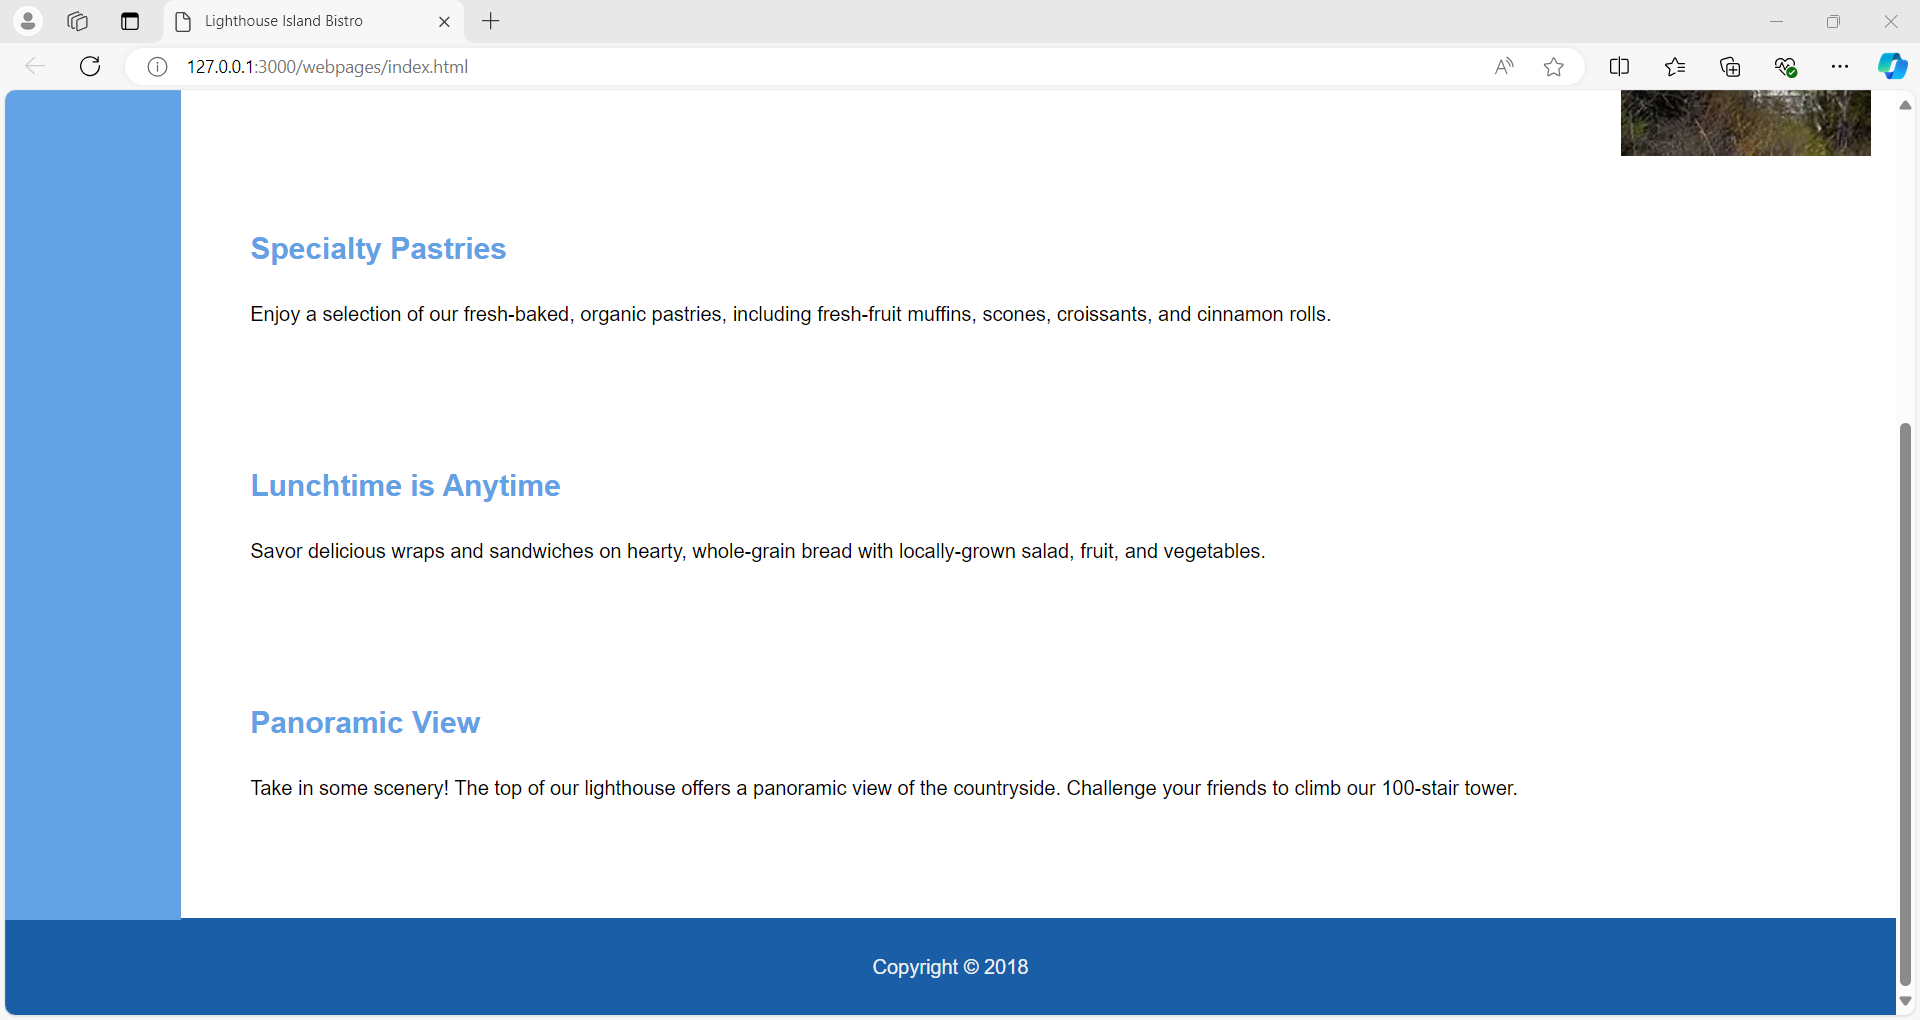 Lighthouse Island Bistro
127.0.0.1:3000/webpages/index.html
Specialty Pastries
Enjoy a selection of our fresh-baked, organic pastries, including fresh-fruit muffins, scones, croissants, and cinnamon rolls.
Lunchtime is Anytime
Savor delicious wraps and sandwiches on hearty, whole-grain bread with locally-grown salad, fruit, and vegetables.
Panoramic View
Take in some scenery! The top of our lighthouse offers a panoramic view of the countryside. Challenge your friends to climb our 100-stair tower.
Copyright © 2018